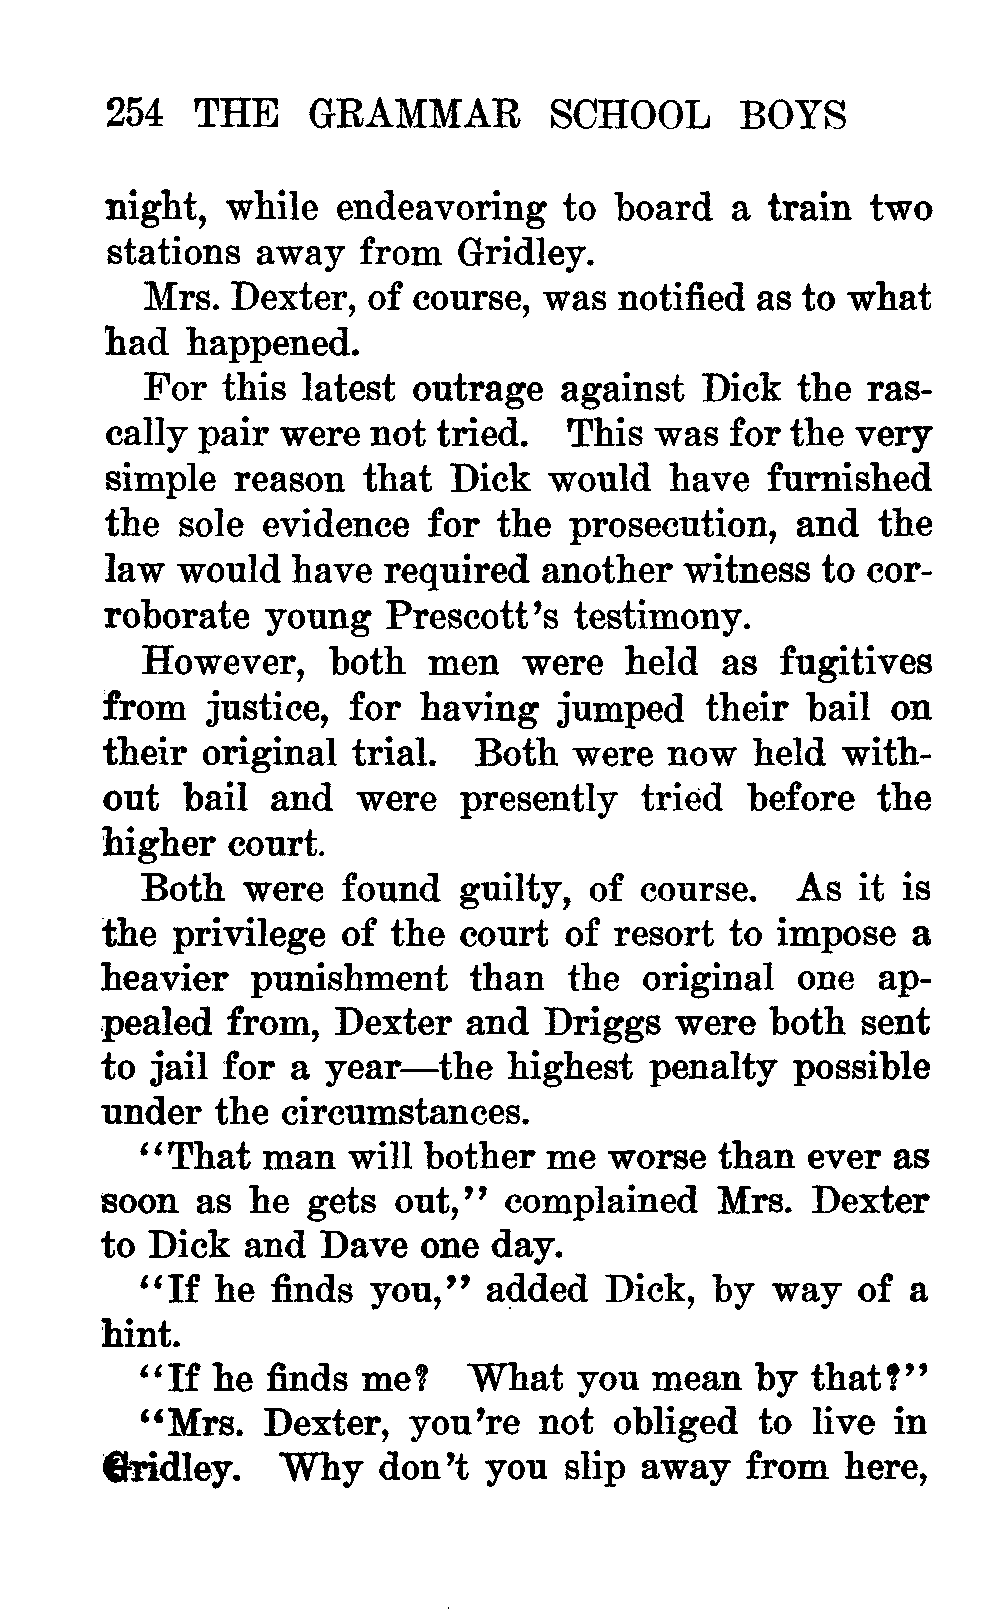 254 THE GRAMMAR SCHOOL BOYS
night, while endeavoring to board a train two
stations away from Gridley.
Mrs. Dexter, of course, was notified as to what
had happened.
For this latest outrage against Dick the ras-
cally pair were not tried. This was for the very
simple reason that Dick would have furnished
the sole evidence for the prosecution, and the
law would have required another witness to cor-
roborate young Prescott's testimony.
However, both men were held as fugitives
from justice, for having jumped their bail on
their original trial. Both were now held with-
out bail and were presently tried before the
higher court.
Both were found guilty, of course. As it is
the privilege of the court of resort to impose a
heavier punishment than the original one ap-
pealed from, Dexter and Driggs were both sent
to jail for a year—the highest penalty possible
under the circumstances.
"That man will bother me worse than ever as
soon as he gets out," complained Mrs. Dexter
to Dick and Dave one day.
"If he finds you," added Dick, by way of a
hint.
"If he finds me? What you mean by that?"
"Mrs. Dexter, you're not obliged to live in
Gridley. Why don't you slip away from here,